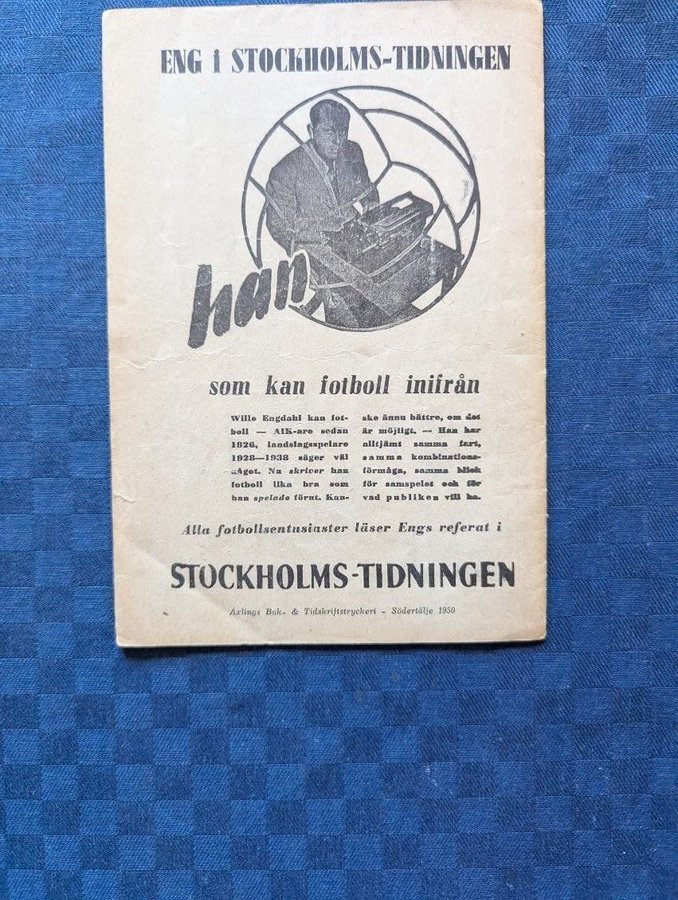 ENG i STOCKHOLMS-TIDNINGEN
han
som kan fotboll inifrån
Wille Engdahl kan fot-
boll — AIK-are sedan
1926, landslagsspelare
1928—1938 säger väl
något. Nu skriver han
fotboll lika bra som
han spelade förut. Kan-
ske ännu bättre, om det
är möjligt. — Han har
alltjämt samma fart,
samma kombinations-
förmåga, samma blick
för samspelet och för
vad publiken vill ha.
Alla fotbollsentusiaster läser Engs referat i
STOCKHOLMS-TIDNINGEN
Axlings Bok- & Tidskriftstryckeri - Södertälje 1950